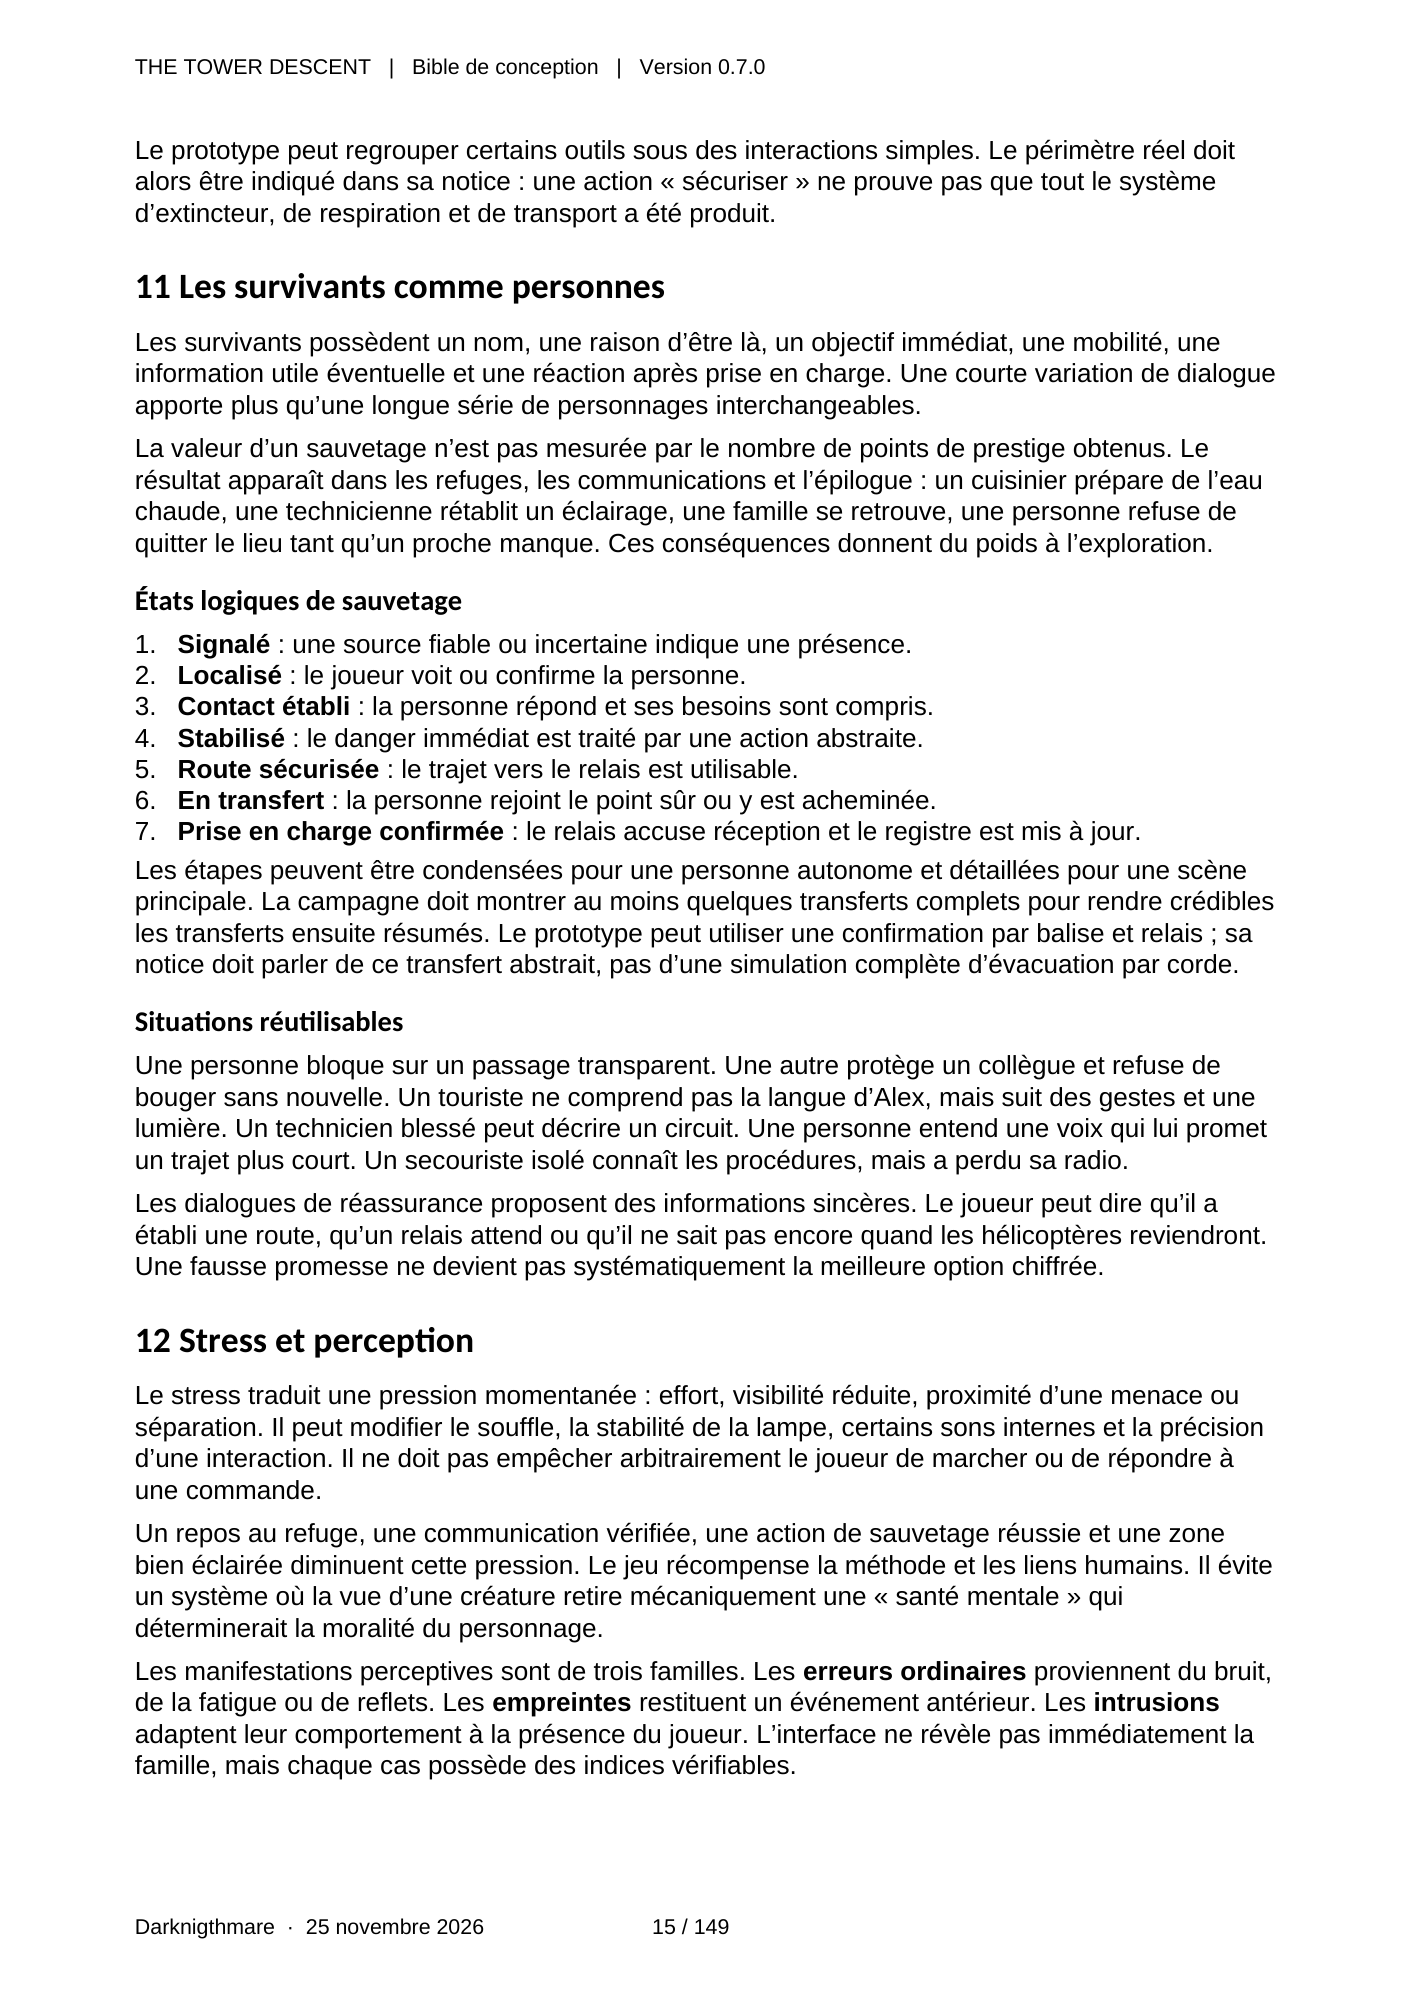 THE TOWER DESCENT | Bible de conception | Version 0.7.0
Le prototype peut regrouper certains outils sous des interactions simples. Le périmètre réel doit
alors être indiqué dans sa notice : une action « sécuriser » ne prouve pas que tout le système
d’extincteur, de respiration et de transport a été produit.
11 Les survivants comme personnes
Les survivants possèdent un nom, une raison d’être là, un objectif immédiat, une mobilité, une
information utile éventuelle et une réaction après prise en charge. Une courte variation de dialogue
apporte plus qu’une longue série de personnages interchangeables.
La valeur d’un sauvetage n’est pas mesurée par le nombre de points de prestige obtenus. Le
résultat apparaît dans les refuges, les communications et l’épilogue : un cuisinier prépare de l’eau
chaude, une technicienne rétablit un éclairage, une famille se retrouve, une personne refuse de
quitter le lieu tant qu’un proche manque. Ces conséquences donnent du poids à l’exploration.
États logiques de sauvetage
1. Signalé : une source fiable ou incertaine indique une présence.
2. Localisé : le joueur voit ou confirme la personne.
3. Contact établi : la personne répond et ses besoins sont compris.
4. Stabilisé : le danger immédiat est traité par une action abstraite.
5. Route sécurisée : le trajet vers le relais est utilisable.
6. En transfert : la personne rejoint le point sûr ou y est acheminée.
7. Prise en charge confirmée : le relais accuse réception et le registre est mis à jour.
Les étapes peuvent être condensées pour une personne autonome et détaillées pour une scène
principale. La campagne doit montrer au moins quelques transferts complets pour rendre crédibles
les transferts ensuite résumés. Le prototype peut utiliser une confirmation par balise et relais ; sa
notice doit parler de ce transfert abstrait, pas d’une simulation complète d’évacuation par corde.
Situations réutilisables
Une personne bloque sur un passage transparent. Une autre protège un collègue et refuse de
bouger sans nouvelle. Un touriste ne comprend pas la langue d’Alex, mais suit des gestes et une
lumière. Un technicien blessé peut décrire un circuit. Une personne entend une voix qui lui promet
un trajet plus court. Un secouriste isolé connaît les procédures, mais a perdu sa radio.
Les dialogues de réassurance proposent des informations sincères. Le joueur peut dire qu’il a
établi une route, qu’un relais attend ou qu’il ne sait pas encore quand les hélicoptères reviendront.
Une fausse promesse ne devient pas systématiquement la meilleure option chiffrée.
12 Stress et perception
Le stress traduit une pression momentanée : effort, visibilité réduite, proximité d’une menace ou
séparation. Il peut modifier le souffle, la stabilité de la lampe, certains sons internes et la précision
d’une interaction. Il ne doit pas empêcher arbitrairement le joueur de marcher ou de répondre à
une commande.
Un repos au refuge, une communication vérifiée, une action de sauvetage réussie et une zone
bien éclairée diminuent cette pression. Le jeu récompense la méthode et les liens humains. Il évite
un système où la vue d’une créature retire mécaniquement une « santé mentale » qui
déterminerait la moralité du personnage.
Les manifestations perceptives sont de trois familles. Les erreurs ordinaires proviennent du bruit,
de la fatigue ou de reflets. Les empreintes restituent un événement antérieur. Les intrusions
adaptent leur comportement à la présence du joueur. L’interface ne révèle pas immédiatement la
famille, mais chaque cas possède des indices vérifiables.
Darknigthmare · 25 novembre 2026 15 / 149